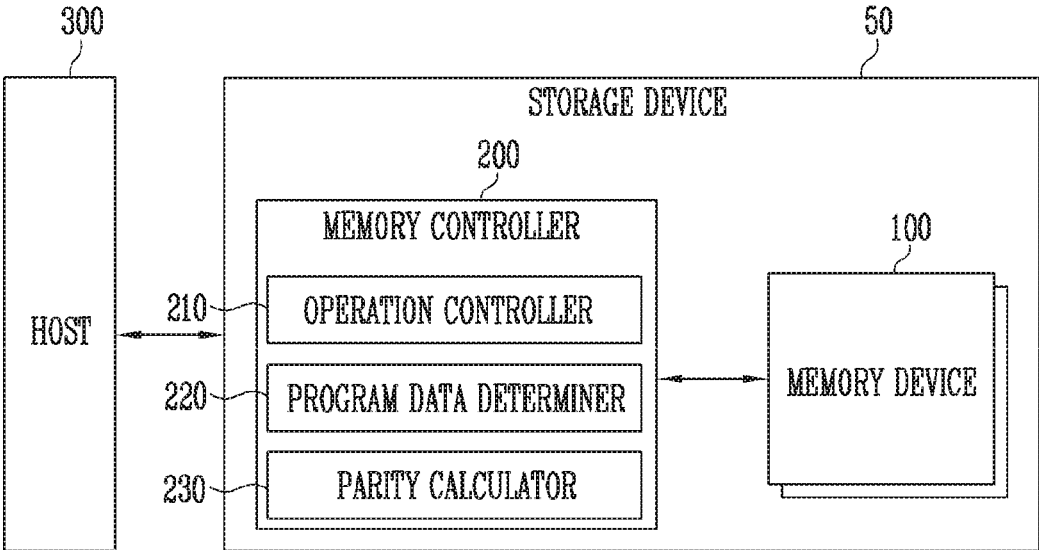 300
50
STORAGE DEVICE
200
MEMORY CONTROLLER
100
210
OPERATION CONTROLLER
HOST
220
PROGRAM DATA DETERMINER
MEMORY DEVICE
230
PARITY CALCULATOR